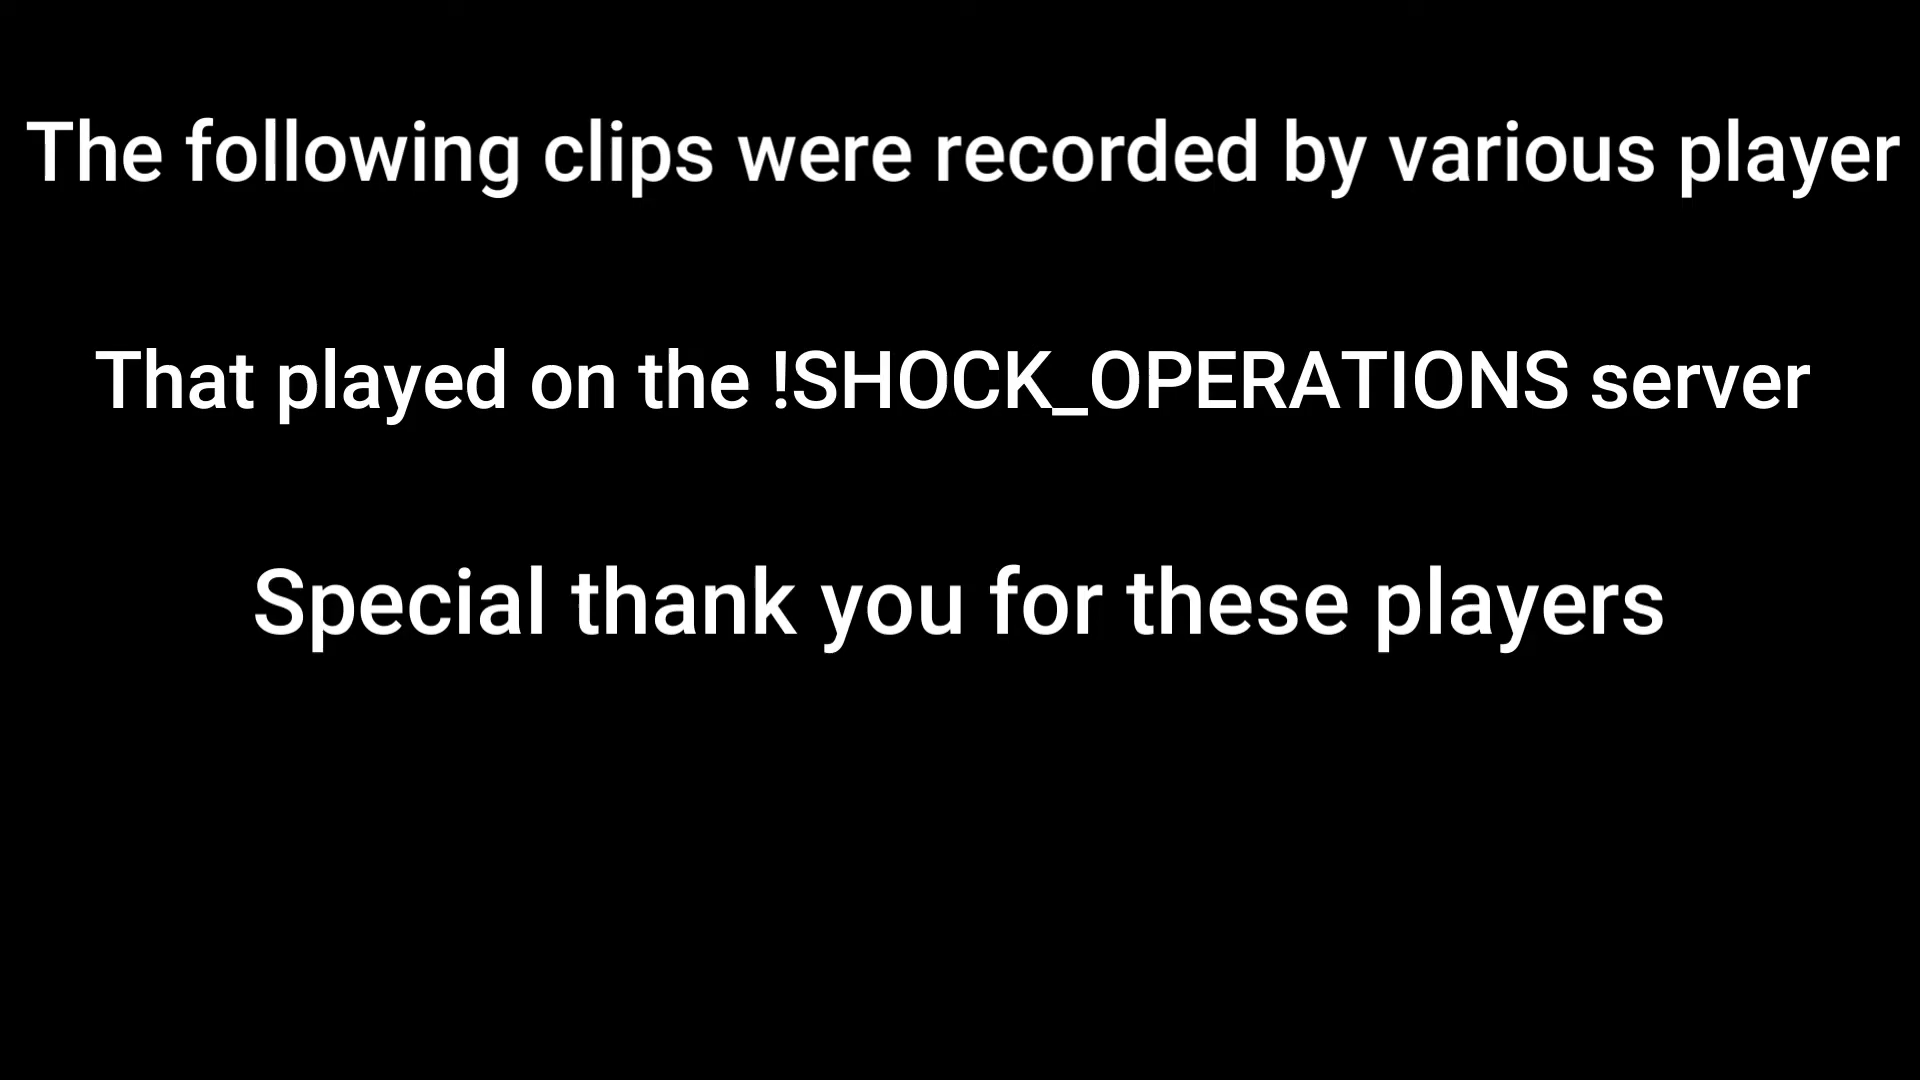 The following clips were recorded by various player
That played on the !SHOCK_OPERATIONS server
Special thank you for these players